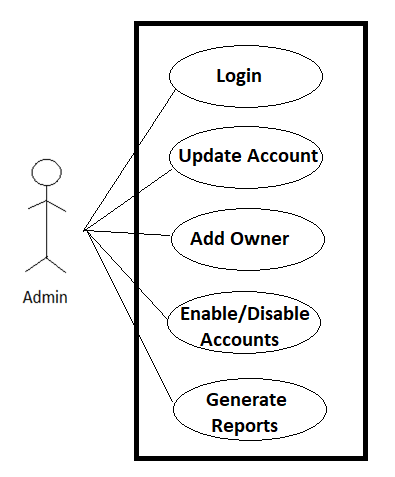 Login
Update Account
Add Owner
Admin
Enable/Disable
Accounts
Generate
Reports